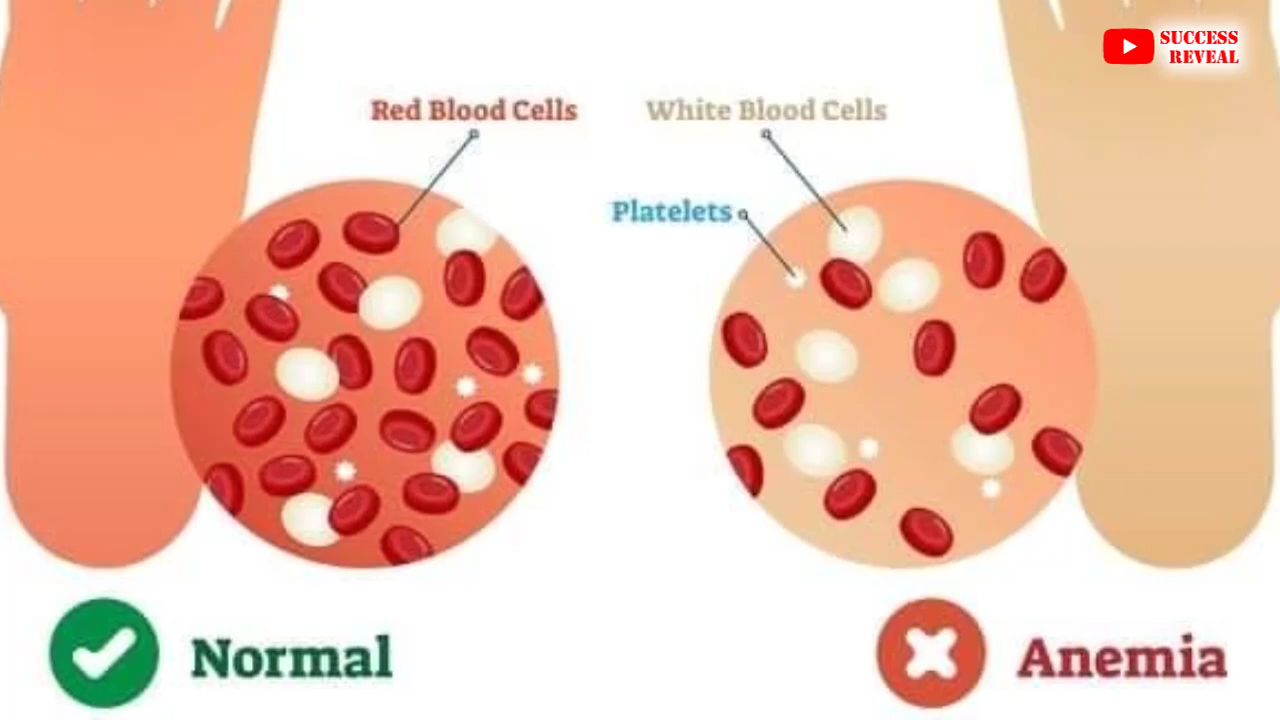 SUCCESS
REVEAL
Red Blood Cells
White Blood Cells
Platelets
Normal
Anemia